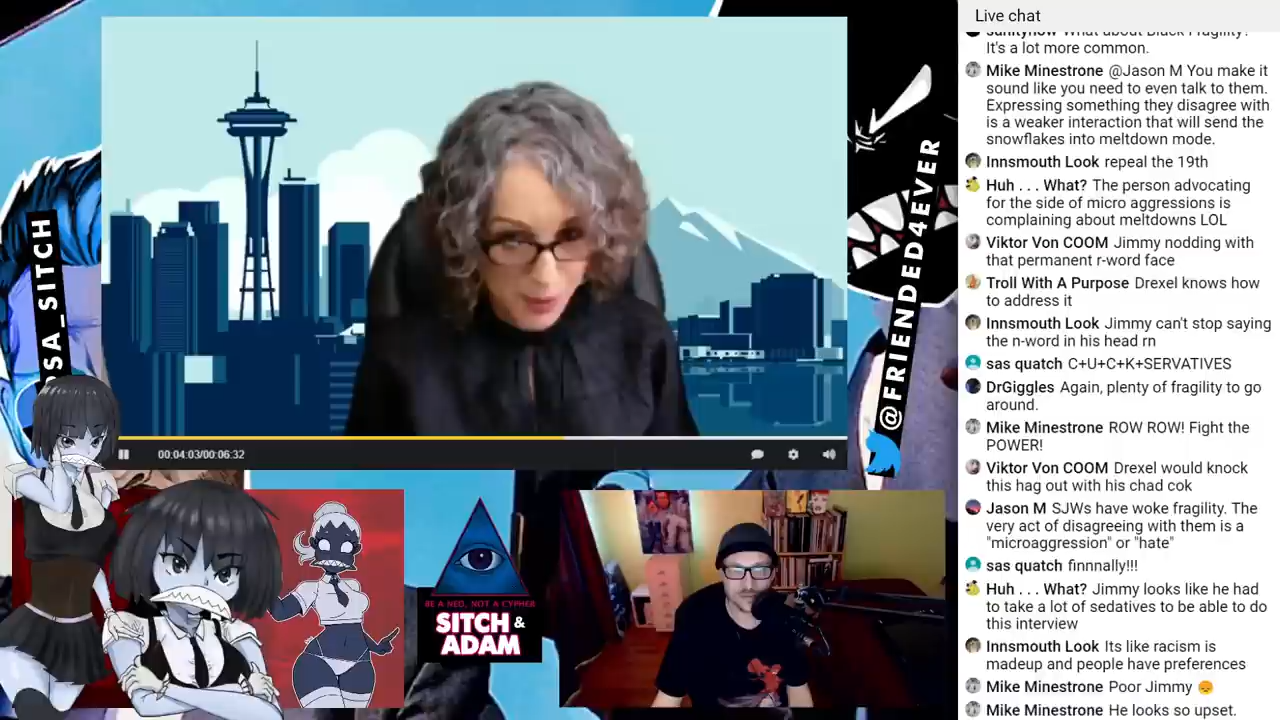 Live chat
sanitynow What about Black Fragility?
It's a lot more common.
Mike Minestrone @Jason M You make it
sound like you need to even talk to them.
Expressing something they disagree with
is a weaker interaction that will send the
snowflakes into meltdown mode.
Innsmouth Look repeal the 19th
Huh . . . What? The person advocating
for the side of micro aggressions is
complaining about meltdowns LOL
Viktor Von COOM Jimmy nodding with
that permanent r-word face
Troll With A Purpose Drexel knows how
to address it
Innsmouth Look Jimmy can't stop saying
the n-word in his head rn
sas quatch C+U+C+K+SERVATIVES
DrGiggles Again, plenty of fragility to go
around.
Mike Minestrone ROW ROW! Fight the
POWER!
Viktor Von COOM Drexel would knock
this hag out with his chad cok
Jason M SJWs have woke fragility. The
very act of disagreeing with them is a
"microaggression" or "hate"
sas quatch finnnally!!!
Huh . . . What? Jimmy looks like he had
to take a lot of sedatives to be able to do
this interview
Innsmouth Look Its like racism is
madeup and people have preferences
Mike Minestrone Poor Jimmy 😞
Mike Minestrone He looks so upset.
SA_SITCH
@FRIENDED4EVER
00:04:03/00:06:32
BE A NEO, NOT A CYPHER
SITCH &
ADAM